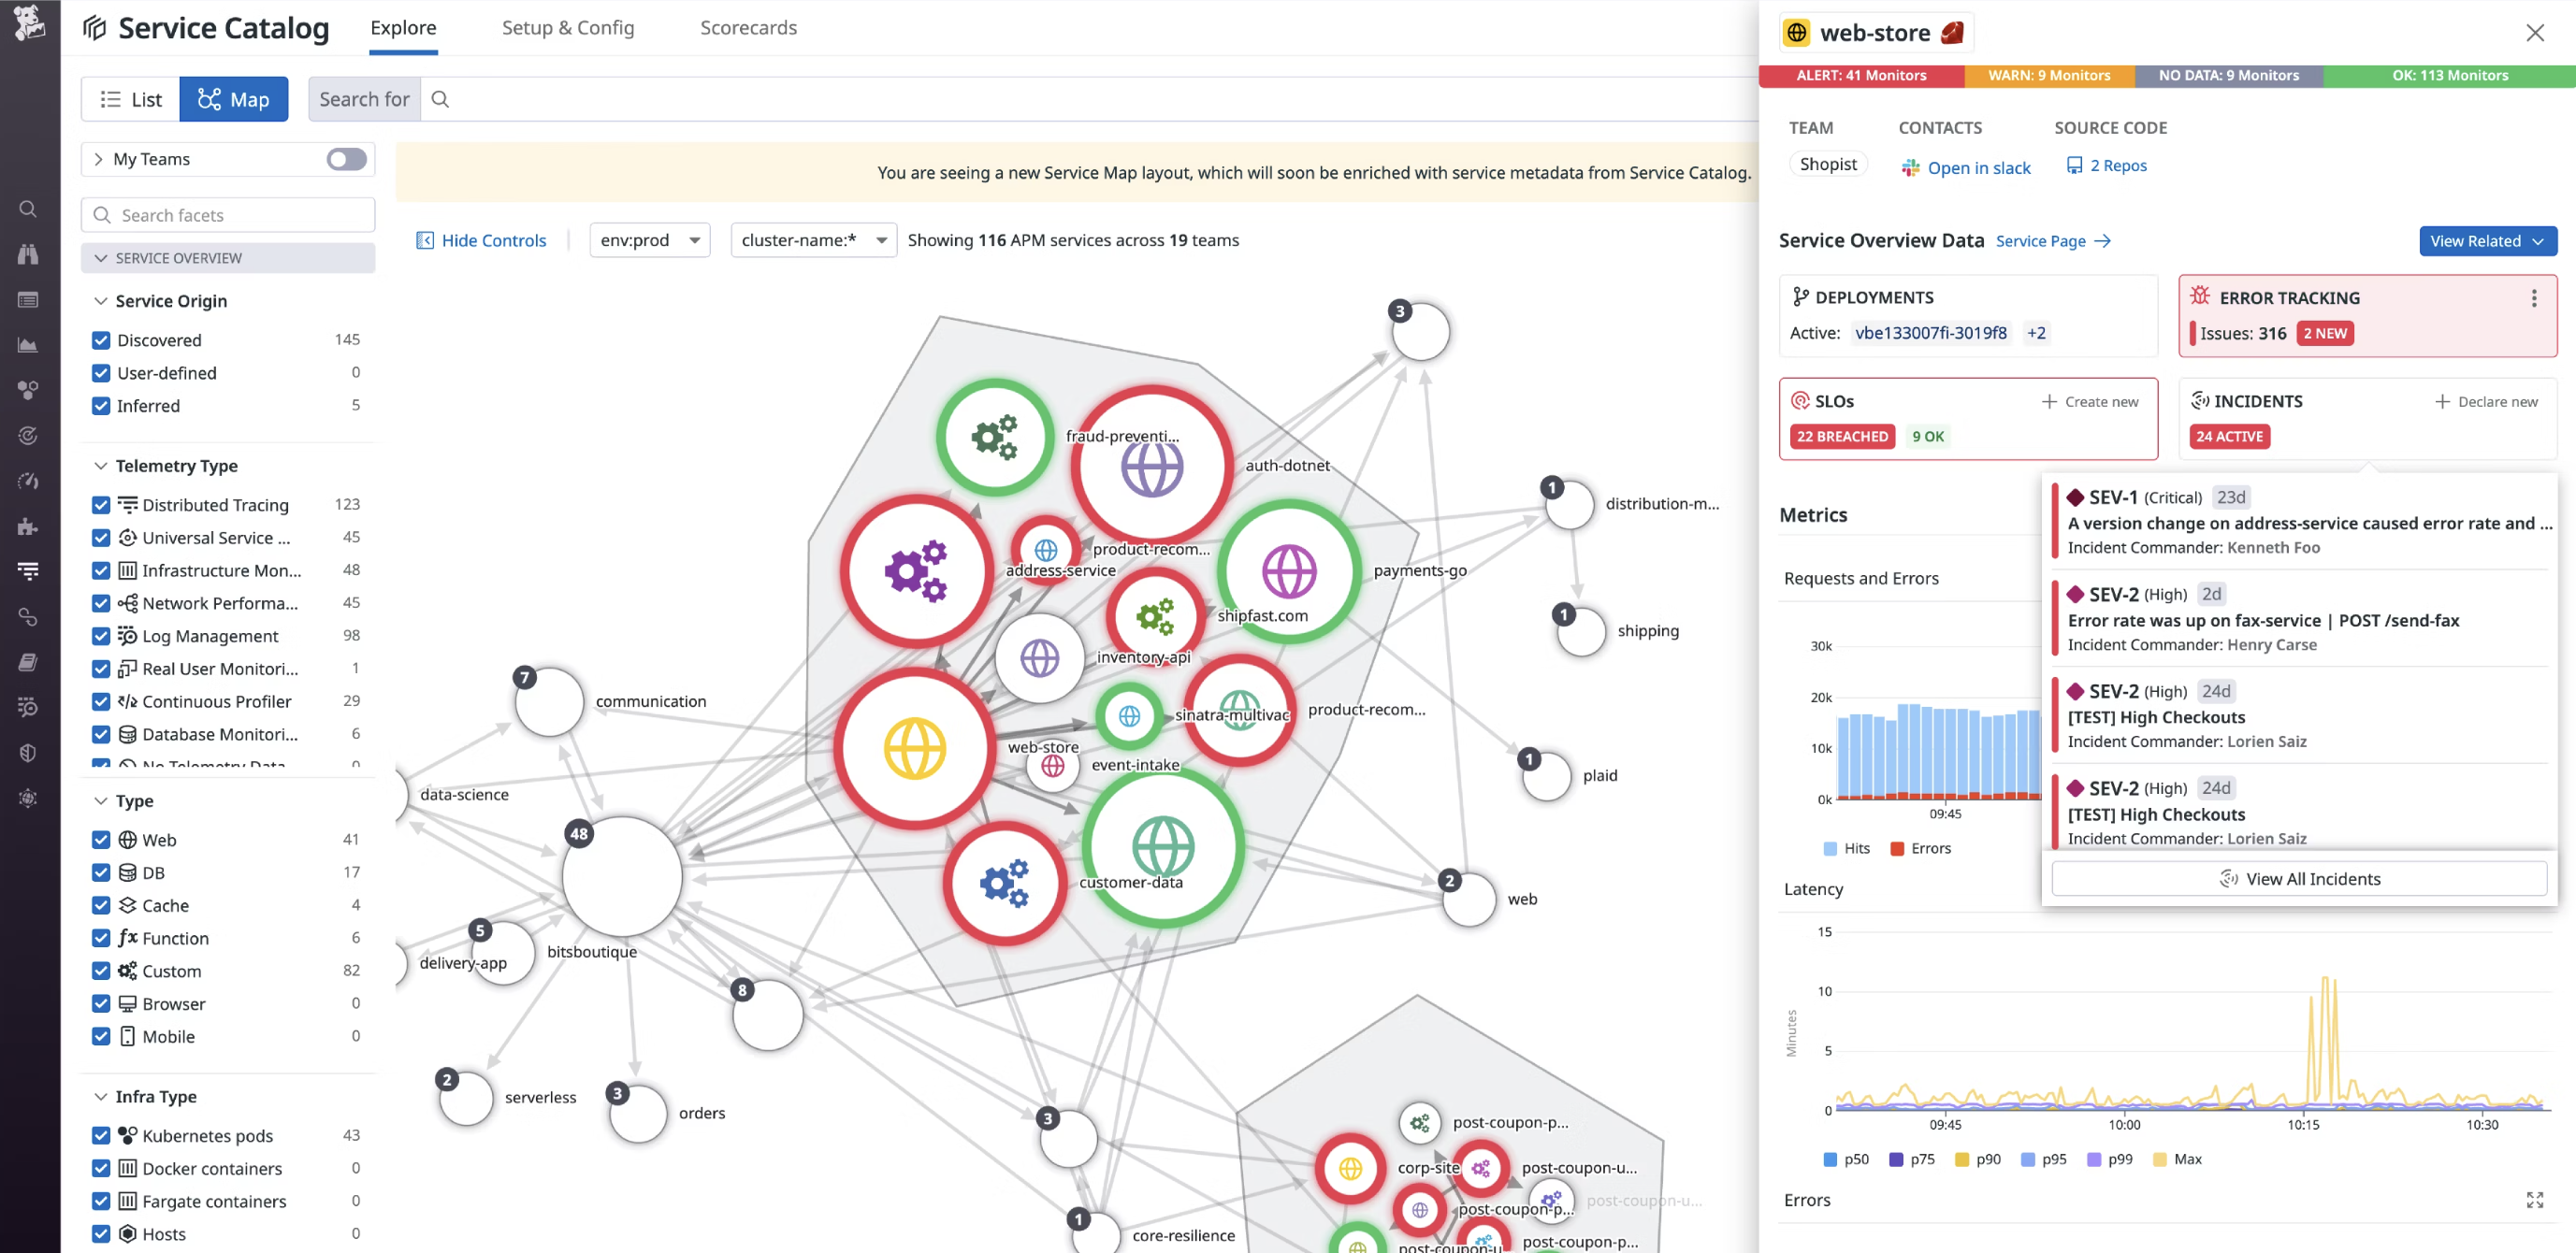 Service Catalog
Explore
Setup & Config
Scorecards
List
Map
Search for
My Teams
Search facets
SERVICE OVERVIEW
Service Origin
Discovered 145
User-defined 0
Inferred 5
Telemetry Type
Distributed Tracing 123
Universal Service ... 45
Infrastructure Mon... 48
Network Performa... 45
Log Management 98
Real User Monitori... 1
Continuous Profiler 29
Database Monitori... 6
No Telemetry Data 0
Type
Web 41
DB 17
Cache 4
Function 6
Custom 82
Browser 0
Mobile 0
Infra Type
Kubernetes pods 43
Docker containers 0
Fargate containers 0
Hosts 0
You are seeing a new Service Map layout, which will soon be enriched with service metadata from Service Catalog.
Hide Controls
env:prod
cluster-name:*
Showing 116 APM services across 19 teams
3
fraud-preventi...
auth-dotnet
1
distribution-m...
product-recom...
address-service
payments-go
shipfast.com
1
shipping
inventory-api
7
communication
sinatra-multivac
product-recom...
web-store
event-intake
1
plaid
data-science
48
customer-data
2
web
5
bitsboutique
delivery-app
8
2
serverless
3
orders
3
post-coupon-p...
corp-site
post-coupon-u...
post-coupon-u...
post-coupon-p...
1
core-resilience
post-coupon-p...
post-coupon-u
web-store
ALERT: 41 Monitors
WARN: 9 Monitors
NO DATA: 9 Monitors
OK: 113 Monitors
TEAM
CONTACTS
SOURCE CODE
Shopist
Open in slack
2 Repos
Service Overview Data
Service Page
View Related
DEPLOYMENTS
Active: vbe133007fi-3019f8 +2
ERROR TRACKING
Issues: 316 2 NEW
SLOs
+ Create new
22 BREACHED 9 OK
INCIDENTS
+ Declare new
24 ACTIVE
SEV-1 (Critical) 23d
A version change on address-service caused error rate and ...
Incident Commander: Kenneth Foo
SEV-2 (High) 2d
Error rate was up on fax-service | POST /send-fax
Incident Commander: Henry Carse
SEV-2 (High) 24d
[TEST] High Checkouts
Incident Commander: Lorien Saiz
SEV-2 (High) 24d
[TEST] High Checkouts
Incident Commander: Lorien Saiz
View All Incidents
Metrics
Requests and Errors
30k
20k
10k
0k
09:45
Hits
Errors
Latency
15
10
5
0
Minutes
09:45
10:00
10:15
10:30
p50
p75
p90
p95
p99
Max
Errors